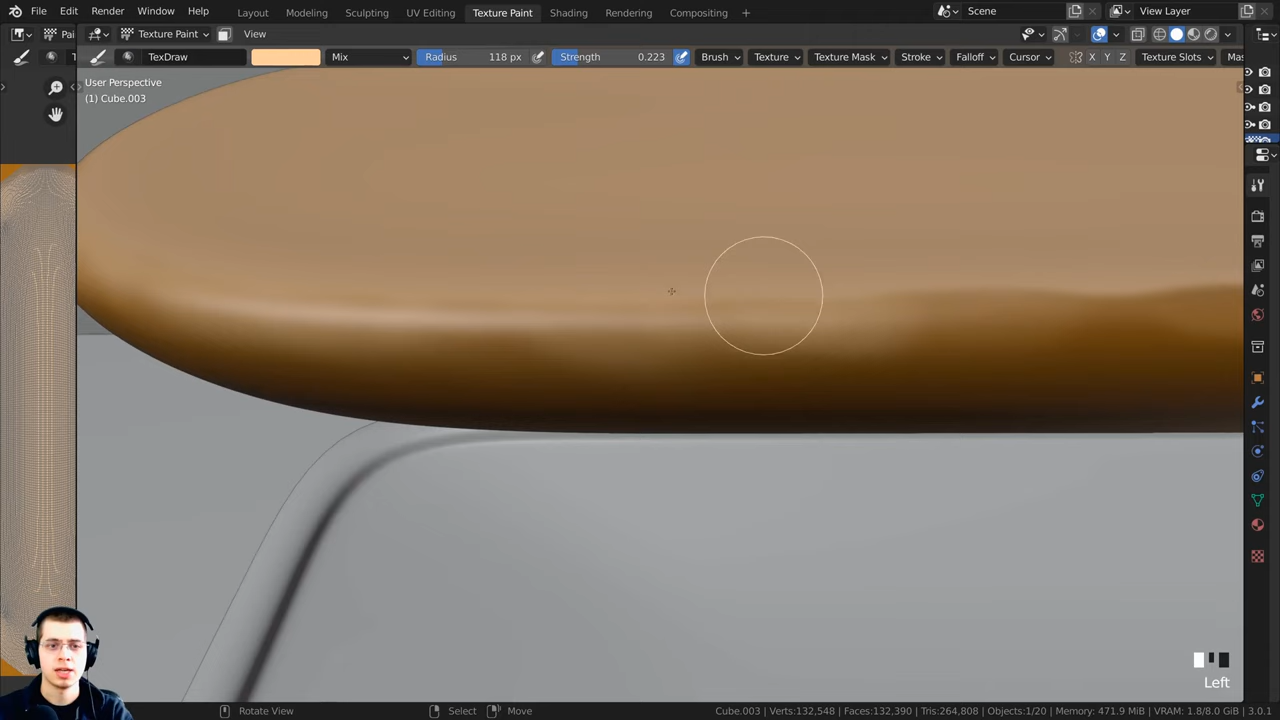 File Edit Render Window Help Layout Modeling Sculpting UV Editing Texture Paint Shading Rendering Compositing + Scene View Layer
Pai Texture Paint View
T TexDraw Mix Radius 118 px Strength 0.223 Brush Texture Texture Mask Stroke Falloff Cursor X Y Z Texture Slots Mas
User Perspective
(1) Cube.003
Left
Rotate View Select Move Cube.003 | Verts:132,548 | Faces:132,390 | Tris:264,808 | Objects:1/20 | Memory: 471.9 MiB | VRAM: 1.8/8.0 GiB | 3.0.1